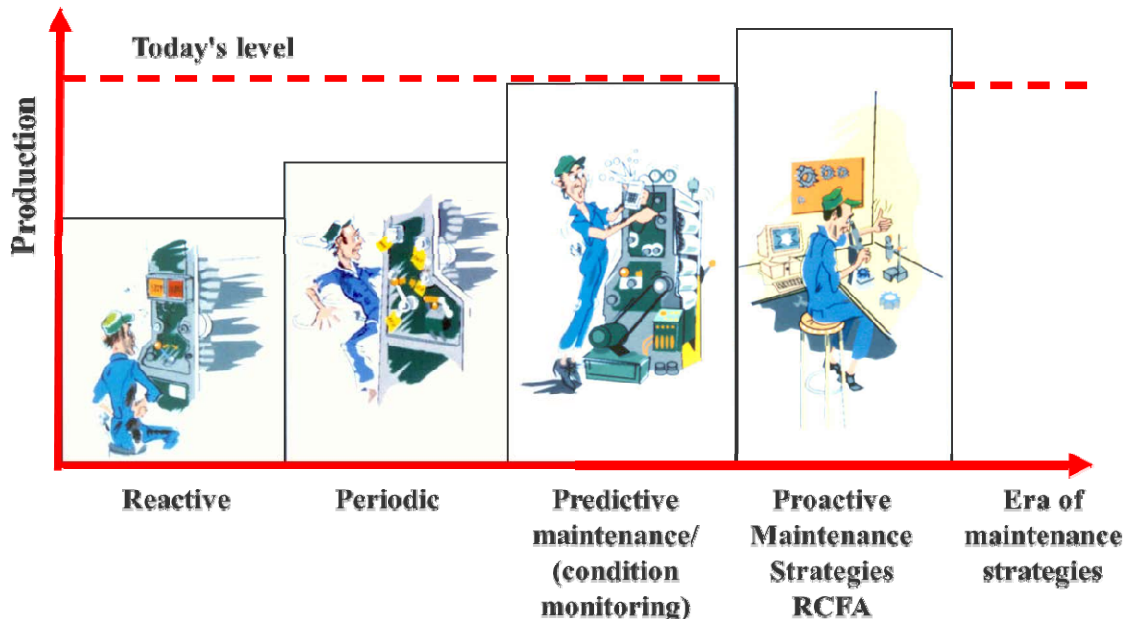 Today's level
Production
Reactive
Periodic
Predictive
maintenance/
(condition
monitoring)
Proactive
Maintenance
Strategies
RCFA
Era of
maintenance
strategies